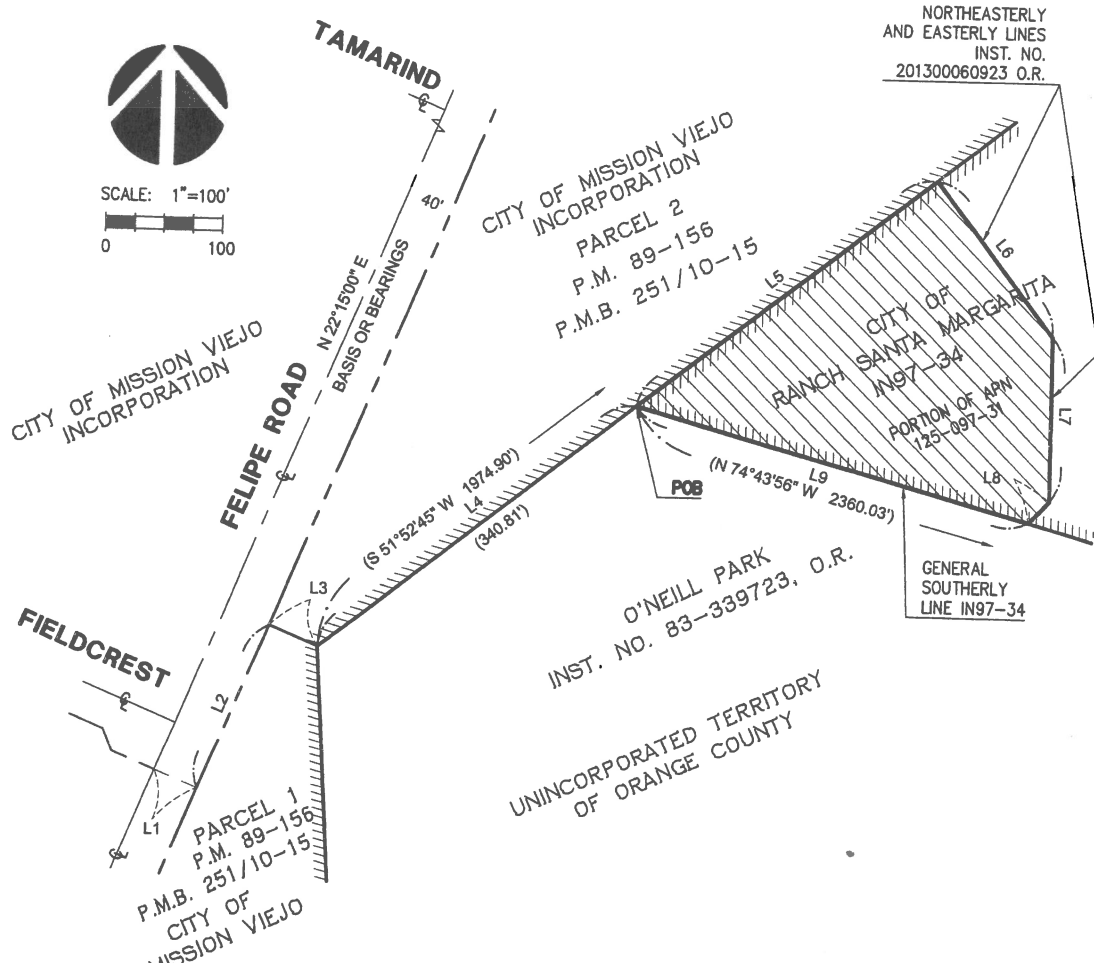 NORTHEASTERLY
AND EASTERLY LINES
INST. NO.
201300060923 O.R.
TAMARIND
℄
SCALE: 1"=100'
0 100
40'
CITY OF MISSION VIEJO
INCORPORATION
PARCEL 2
P.M. 89-156
P.M.B. 251/10-15
N 22°15'00" E
BASIS OR BEARINGS
L5
L6
CITY OF
RANCH SANTA MARGARITA
IN97-34
PORTION OF APN
125-097-31
L7
L8
CITY OF MISSION VIEJO
INCORPORATION
FELIPE ROAD
℄
(S 51°52'45" W 1974.90')
L4
(340.81')
POB
L9
(N 74°43'56" W 2360.03')
GENERAL
SOUTHERLY
LINE IN97-34
L3
O'NEILL PARK
INST. NO. 83-339723, O.R.
FIELDCREST
℄
L2
UNINCORPORATED TERRITORY
OF ORANGE COUNTY
L1
℄
PARCEL 1
P.M. 89-156
P.M.B. 251/10-15
CITY OF
MISSION VIEJO